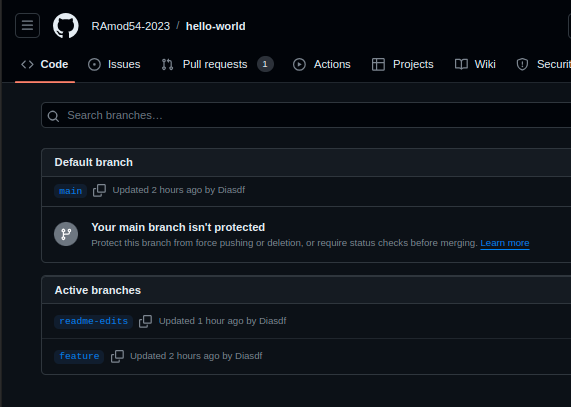 RAmod54-2023 / hello-world
Code Issues Pull requests 1 Actions Projects Wiki Securit
Search branches...
Default branch
main Updated 2 hours ago by Diasdf
Your main branch isn't protected
Protect this branch from force pushing or deletion, or require status checks before merging. Learn more
Active branches
readme-edits Updated 1 hour ago by Diasdf
feature Updated 2 hours ago by Diasdf